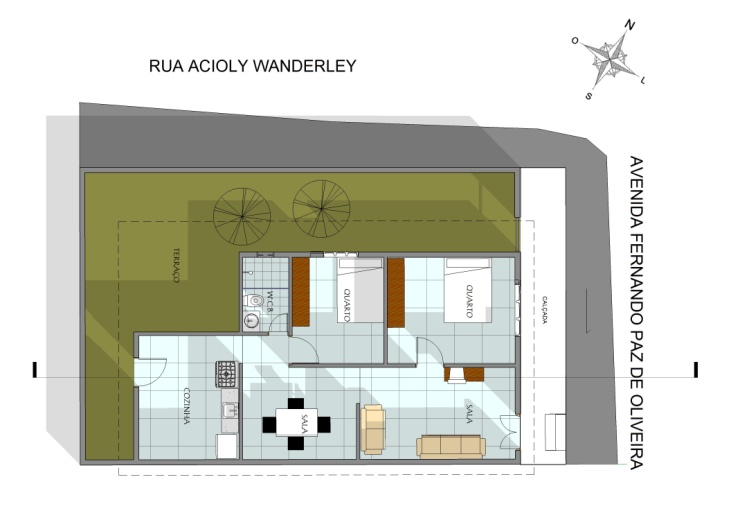 RUA ACIOLY WANDERLEY
N
O
L
S
AVENIDA FERNANDO PAZ DE OLIVEIRA
TERRAÇO
W.C.B
QUARTO
QUARTO
CALÇADA
COZINHA
SALA
SALA